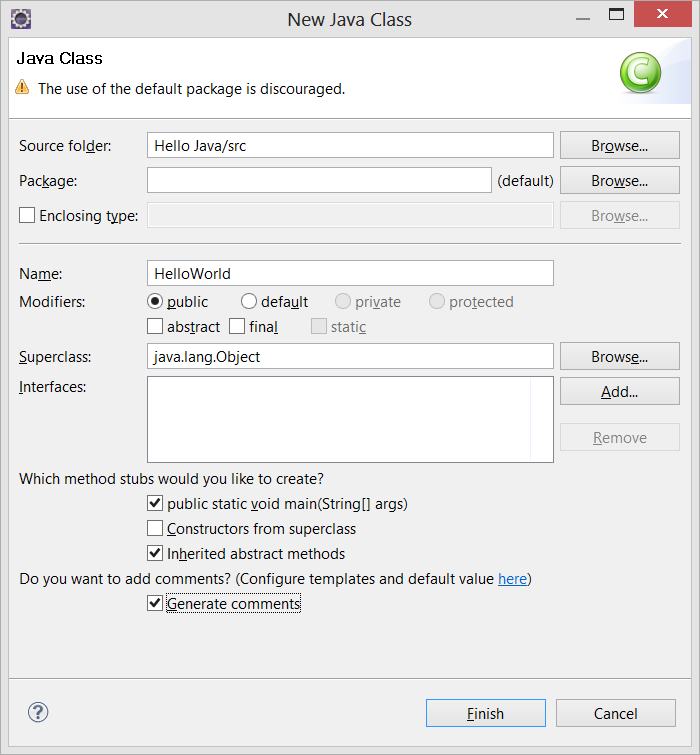 New Java Class
Java Class
The use of the default package is discouraged.
Source folder: Hello Java/src Browse...
Package: (default) Browse...
Enclosing type: Browse...
Name: HelloWorld
Modifiers: public default private protected
abstract final static
Superclass: java.lang.Object Browse...
Interfaces: Add...
Remove
Which method stubs would you like to create?
public static void main(String[] args)
Constructors from superclass
Inherited abstract methods
Do you want to add comments? (Configure templates and default value here)
Generate comments
? Finish Cancel